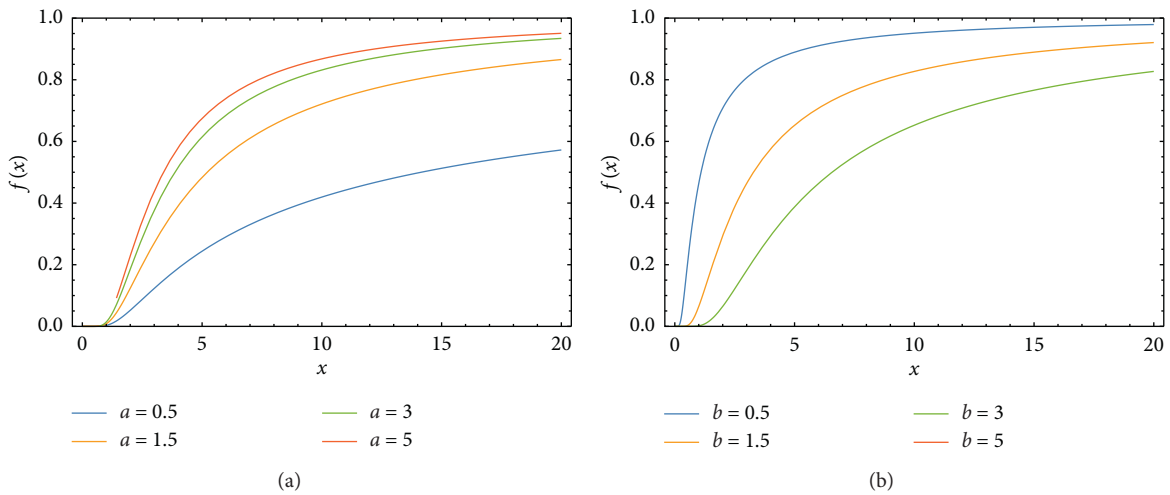 1.0
0.8
0.6
0.4
0.2
0.0
f (x)
0 5 10 15 20
x
a = 0.5 a = 3
a = 1.5 a = 5
(a)
1.0
0.8
0.6
0.4
0.2
0.0
f (x)
0 5 10 15 20
x
b = 0.5 b = 3
b = 1.5 b = 5
(b)